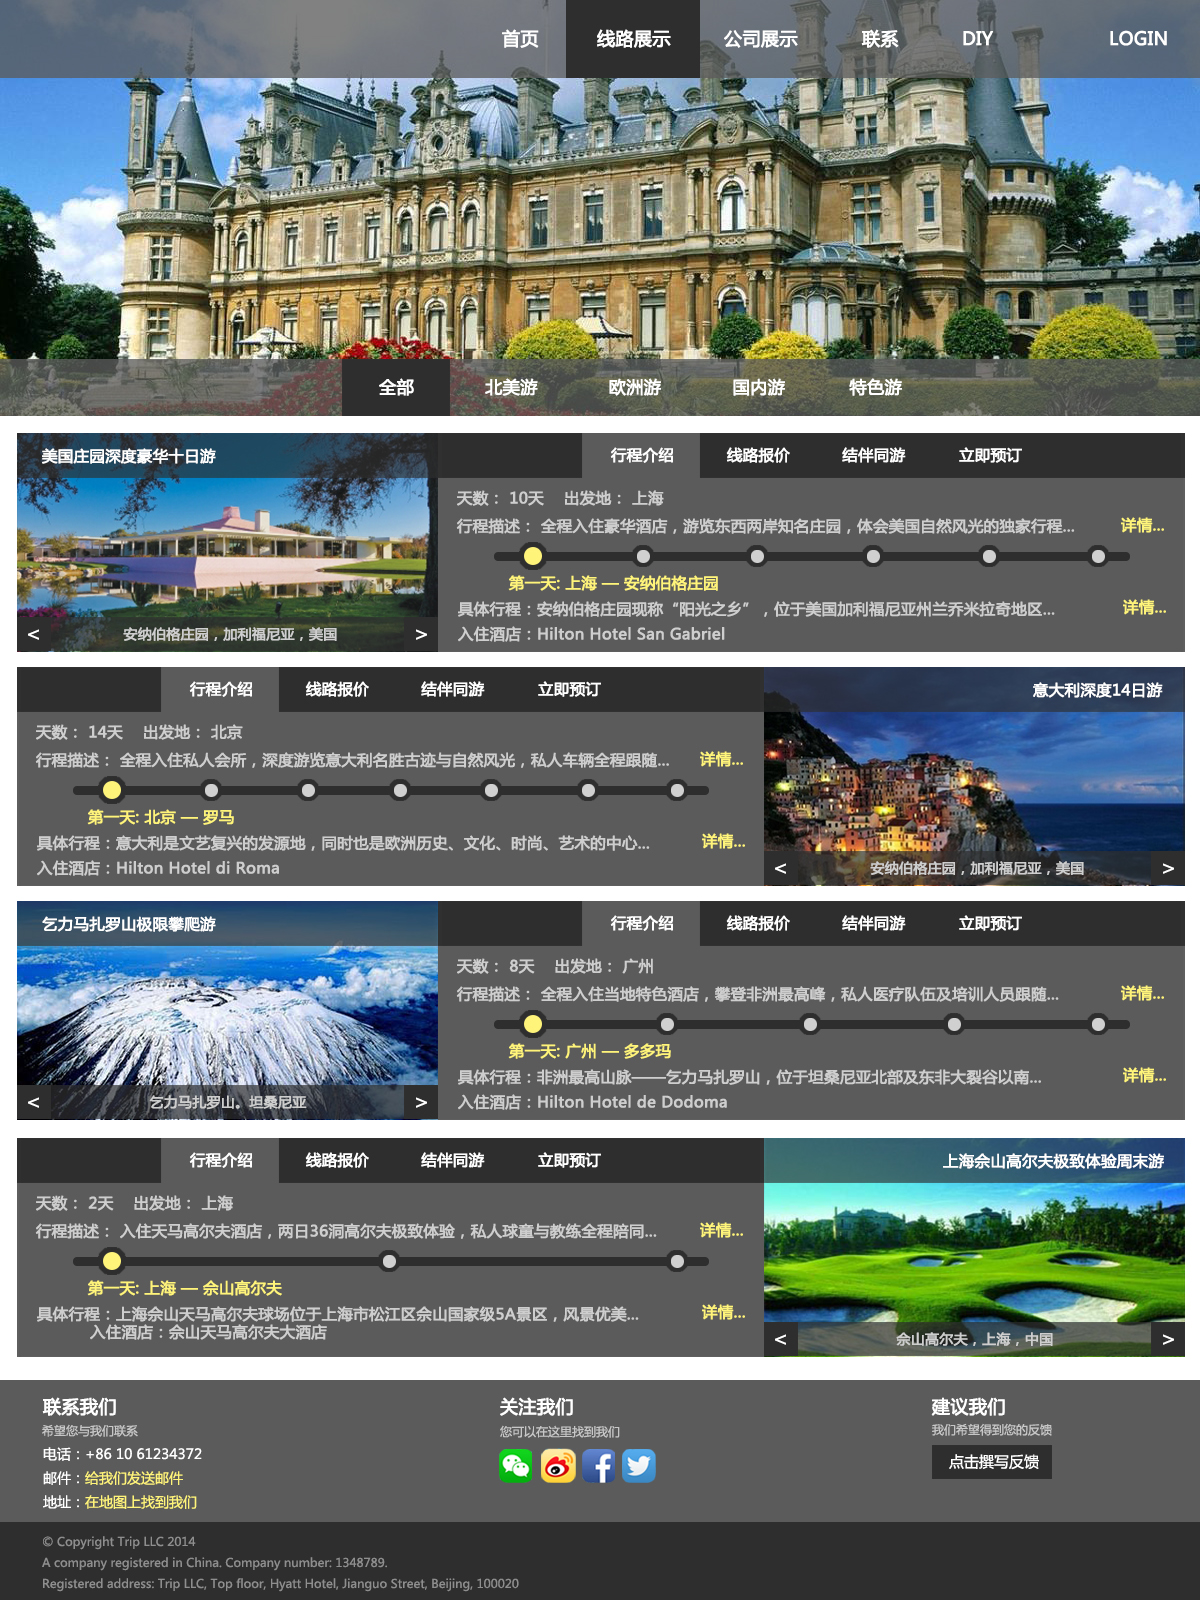 首页 线路展示 公司展示 联系 DIY LOGIN
全部 北美游 欧洲游 国内游 特色游
美国庄园深度豪华十日游
< 安纳伯格庄园，加利福尼亚，美国 >
行程介绍 线路报价 结伴同游 立即预订
天数： 10天 出发地： 上海
行程描述： 全程入住豪华酒店，游览东西两岸知名庄园，体会美国自然风光的独家行程... 详情...
第一天: 上海 — 安纳伯格庄园
具体行程：安纳伯格庄园现称“阳光之乡”，位于美国加利福尼亚州兰乔米拉奇地区... 详情...
入住酒店：Hilton Hotel San Gabriel
行程介绍 线路报价 结伴同游 立即预订
天数： 14天 出发地： 北京
行程描述： 全程入住私人会所，深度游览意大利名胜古迹与自然风光，私人车辆全程跟随... 详情...
第一天: 北京 — 罗马
具体行程：意大利是文艺复兴的发源地，同时也是欧洲历史、文化、时尚、艺术的中心... 详情...
入住酒店：Hilton Hotel di Roma
意大利深度14日游
< 安纳伯格庄园，加利福尼亚，美国 >
乞力马扎罗山极限攀爬游
< 乞力马扎罗山。坦桑尼亚 >
行程介绍 线路报价 结伴同游 立即预订
天数： 8天 出发地： 广州
行程描述： 全程入住当地特色酒店，攀登非洲最高峰，私人医疗队伍及培训人员跟随... 详情...
第一天: 广州 — 多多玛
具体行程：非洲最高山脉——乞力马扎罗山，位于坦桑尼亚北部及东非大裂谷以南... 详情...
入住酒店：Hilton Hotel de Dodoma
行程介绍 线路报价 结伴同游 立即预订
天数： 2天 出发地： 上海
行程描述： 入住天马高尔夫酒店，两日36洞高尔夫极致体验，私人球童与教练全程陪同... 详情...
第一天: 上海 — 佘山高尔夫
具体行程：上海佘山天马高尔夫球场位于上海市松江区佘山国家级5A景区，风景优美... 详情...
入住酒店：佘山天马高尔夫大酒店
上海佘山高尔夫极致体验周末游
< 佘山高尔夫，上海，中国 >
联系我们
希望您与我们联系
电话：+86 10 61234372
邮件：给我们发送邮件
地址：在地图上找到我们
关注我们
您可以在这里找到我们
建议我们
我们希望得到您的反馈
点击撰写反馈
© Copyright Trip LLC 2014
A company registered in China. Company number: 1348789.
Registered address: Trip LLC, Top floor, Hyatt Hotel, Jianguo Street, Beijing, 100020